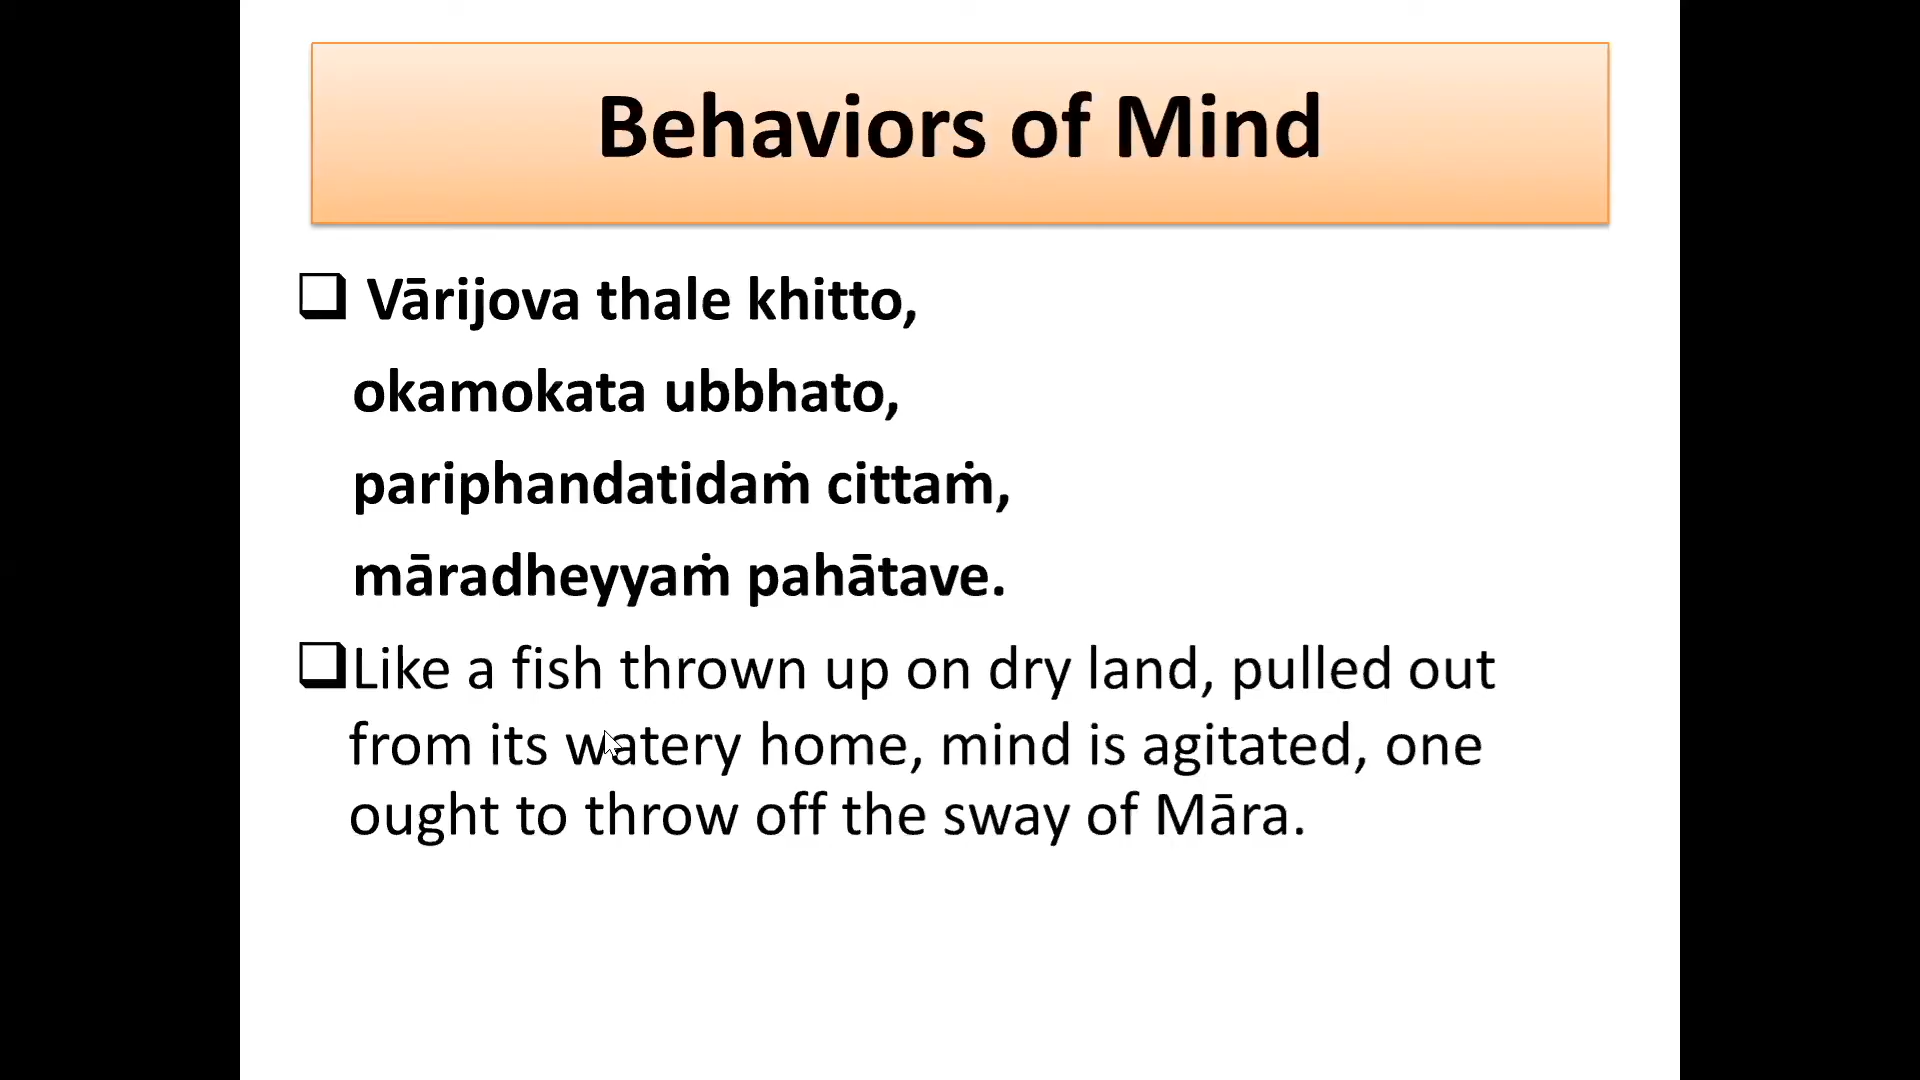 Behaviors of Mind
Vārijova thale khitto,
okamokata ubbhato,
pariphandatidaṁ cittaṁ,
māradheyyaṁ pahātave.
Like a fish thrown up on dry land, pulled out
from its watery home, mind is agitated, one
ought to throw off the sway of Māra.